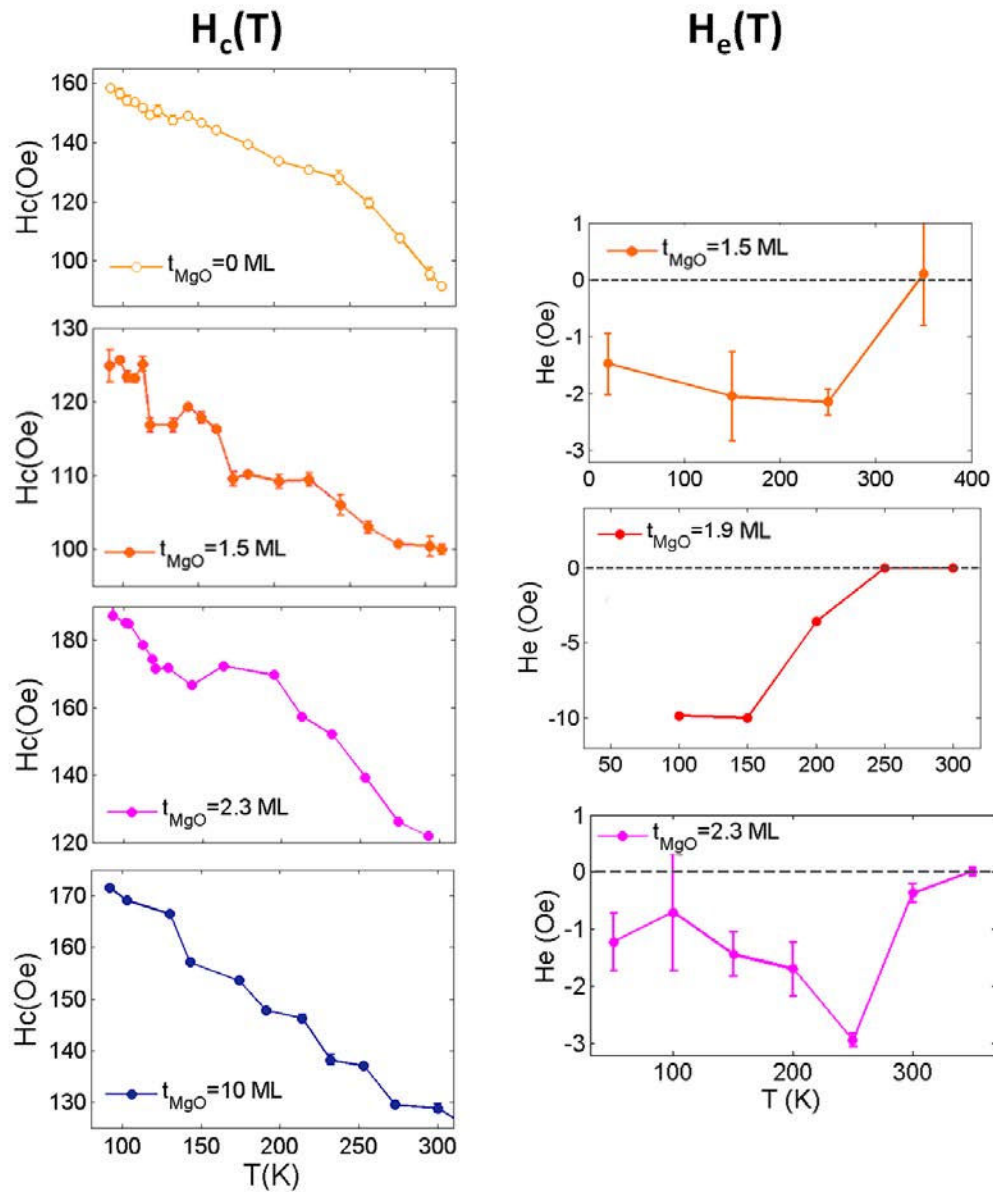 Hc(T)
He(T)
160
140
120
100
Hc(Oe)
tMgO=0 ML
130
120
110
100
Hc(Oe)
tMgO=1.5 ML
180
160
140
120
Hc(Oe)
tMgO=2.3 ML
170
160
150
140
130
Hc(Oe)
tMgO=10 ML
100 150 200 250 300
T(K)
1
0
-1
-2
-3
He (Oe)
tMgO=1.5 ML
0 100 200 300 400
0
-5
-10
He (Oe)
tMgO=1.9 ML
50 100 150 200 250 300
1
0
-1
-2
-3
He (Oe)
tMgO=2.3 ML
100 200 300
T (K)